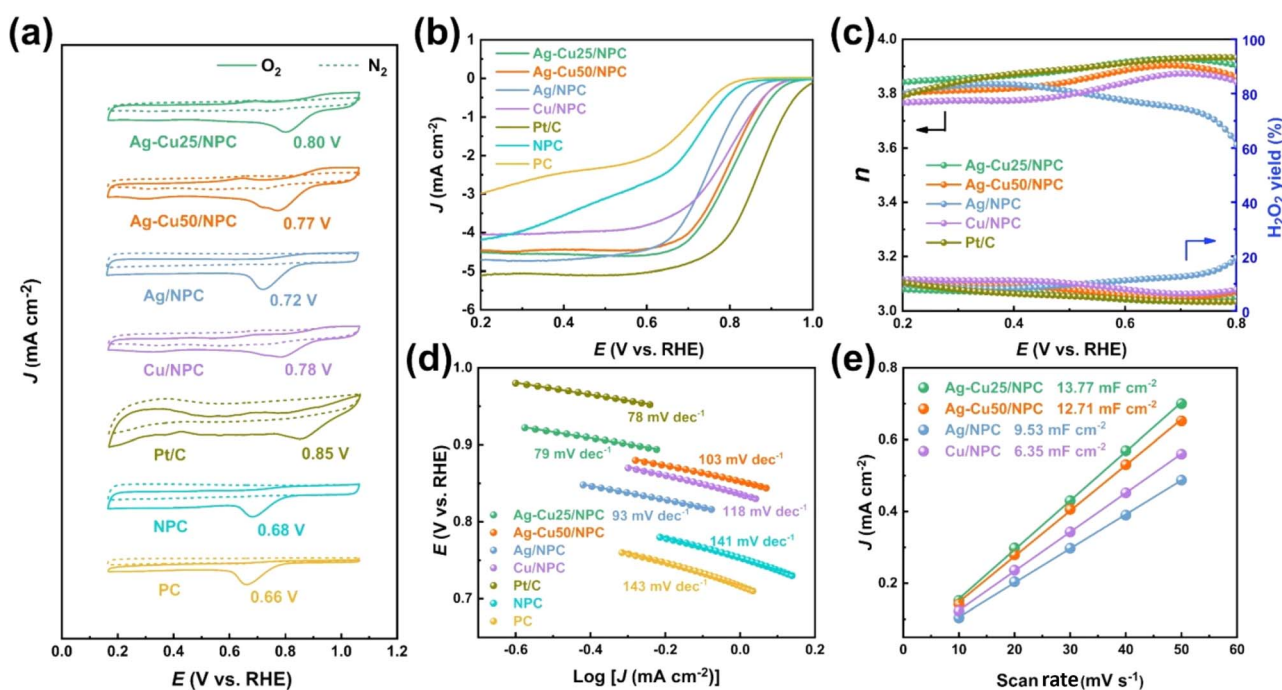 (a)
O₂ N₂
Ag-Cu25/NPC 0.80 V
Ag-Cu50/NPC 0.77 V
Ag/NPC 0.72 V
Cu/NPC 0.78 V
Pt/C 0.85 V
NPC 0.68 V
PC 0.66 V
J (mA cm⁻²)
0.0 0.2 0.4 0.6 0.8 1.0 1.2
E (V vs. RHE)
(b)
Ag-Cu25/NPC
Ag-Cu50/NPC
Ag/NPC
Cu/NPC
Pt/C
NPC
PC
1
0
-1
-2
-3
-4
-5
-6
J (mA cm⁻²)
0.2 0.4 0.6 0.8 1.0
E (V vs. RHE)
(c)
4.0
3.8
3.6
3.4
3.2
3.0
n
Ag-Cu25/NPC
Ag-Cu50/NPC
Ag/NPC
Cu/NPC
Pt/C
100
80
60
40
20
0
H₂O₂ yield (%)
0.2 0.4 0.6 0.8
E (V vs. RHE)
(d)
1.0
0.9
0.8
0.7
E (V vs. RHE)
78 mV dec⁻¹
79 mV dec⁻¹
103 mV dec⁻¹
93 mV dec⁻¹
118 mV dec⁻¹
141 mV dec⁻¹
143 mV dec⁻¹
Ag-Cu25/NPC
Ag-Cu50/NPC
Ag/NPC
Cu/NPC
Pt/C
NPC
PC
-0.6 -0.4 -0.2 0.0 0.2
Log [J (mA cm⁻²)]
(e)
0.8
0.6
0.4
0.2
J (mA cm⁻²)
Ag-Cu25/NPC 13.77 mF cm⁻²
Ag-Cu50/NPC 12.71 mF cm⁻²
Ag/NPC 9.53 mF cm⁻²
Cu/NPC 6.35 mF cm⁻²
0 10 20 30 40 50 60
Scan rate(mV s⁻¹)